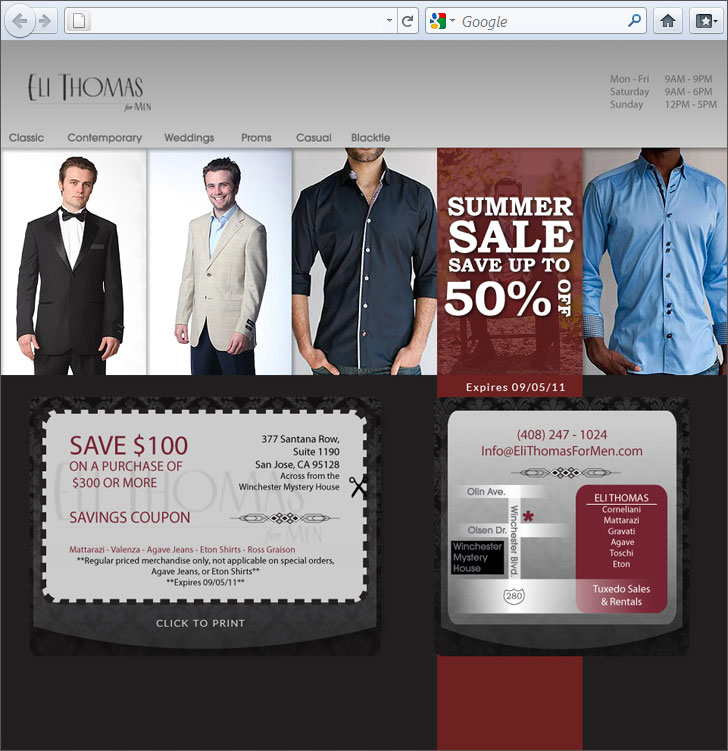 Google
ELI THOMAS
for MEN
Mon - Fri 9AM - 9PM
Saturday 9AM - 6PM
Sunday 12PM - 5PM
Classic Contemporary Weddings Proms Casual Blacktie
SUMMER
SALE
SAVE UP TO
50% OFF
Expires 09/05/11
SAVE $100
ON A PURCHASE OF
$300 OR MORE
377 Santana Row,
Suite 1190
San Jose, CA 95128
Across from the
Winchester Mystery House
ELI THOMAS
for MEN
SAVINGS COUPON
Mattarazi - Valenza - Agave Jeans - Eton Shirts - Ross Graison
**Regular priced merchandise only, not applicable on special orders,
Agave Jeans, or Eton Shirts**
**Expires 09/05/11**
CLICK TO PRINT
(408) 247 - 1024
Info@EliThomasForMen.com
Olin Ave.
Olsen Dr.
Winchester Blvd.
*
Winchester
Mystery
House
280
ELI THOMAS
Corneliani
Mattarazi
Gravati
Agave
Toschi
Eton
Tuxedo Sales
& Rentals